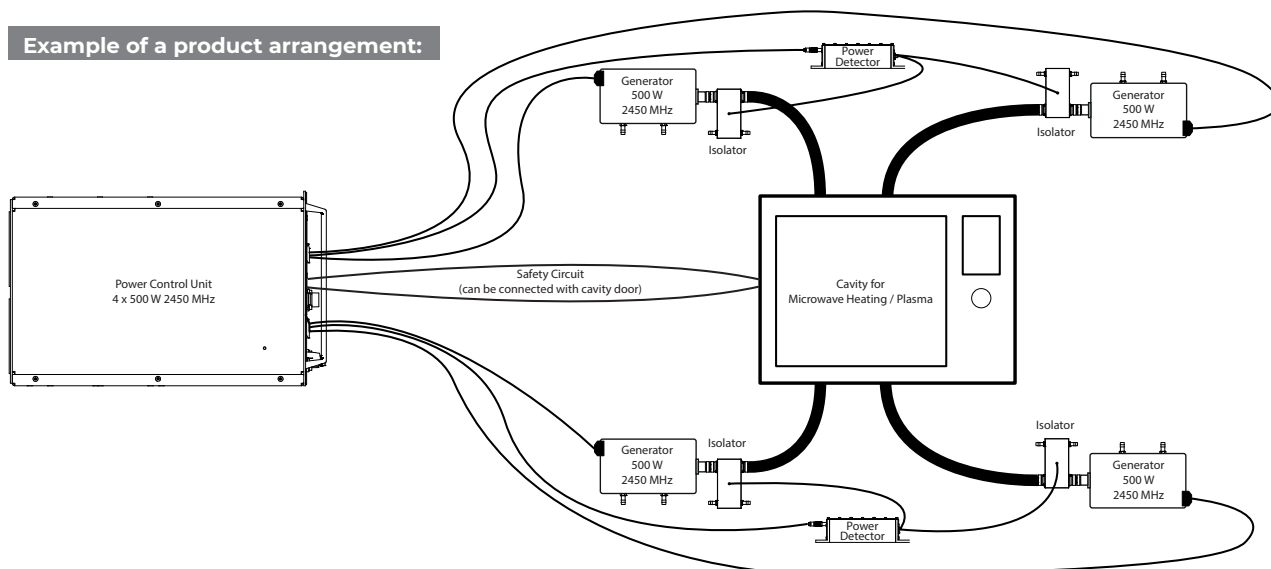 Example of a product arrangement:
Generator
500 W
2450 MHz
Isolator
Power
Detector
Isolator
Generator
500 W
2450 MHz
Power Control Unit
4 x 500 W 2450 MHz
Safety Circuit
(can be connected with cavity door)
Cavity for
Microwave Heating / Plasma
Generator
500 W
2450 MHz
Isolator
Power
Detector
Isolator
Generator
500 W
2450 MHz